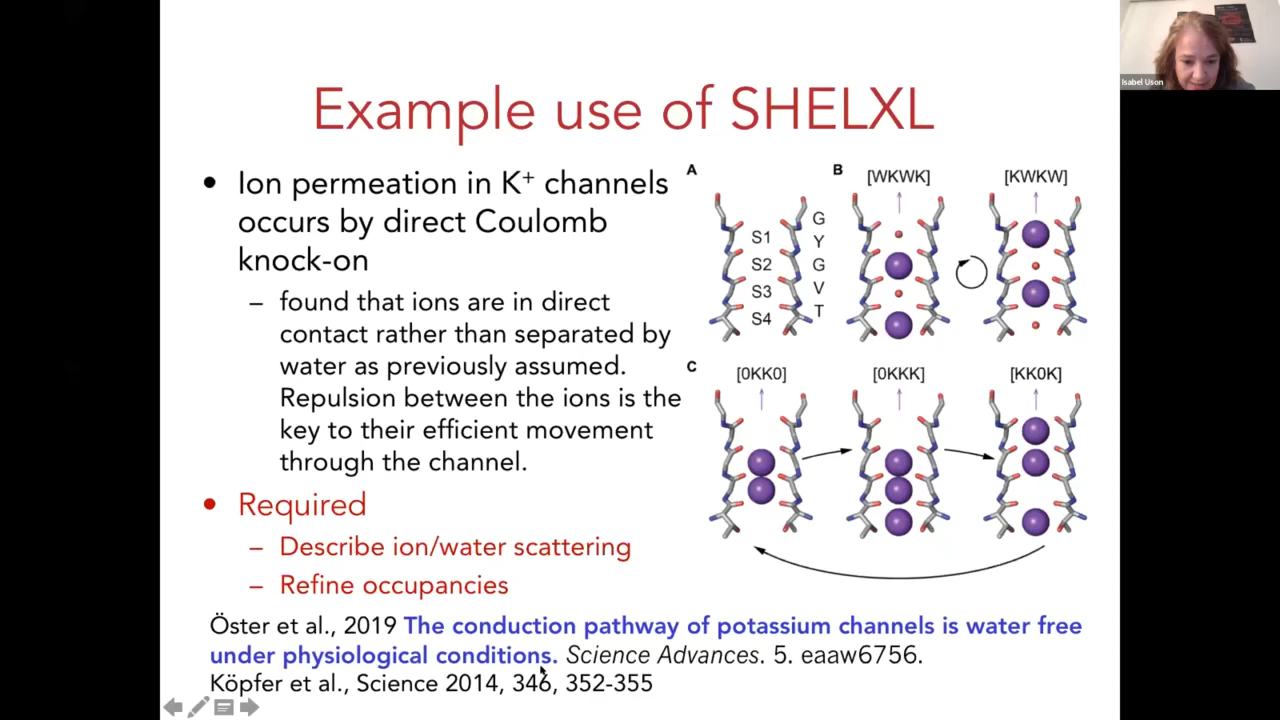 Isabel Uson
Example use of SHELXL
• Ion permeation in K⁺ channels
occurs by direct Coulomb
knock-on
– found that ions are in direct
contact rather than separated by
water as previously assumed.
Repulsion between the ions is the
key to their efficient movement
through the channel.
• Required
– Describe ion/water scattering
– Refine occupancies
A
S1
S2
S3
S4
G
Y
G
V
T
B
[WKWK]
[KWKW]
C
[0KK0]
[0KKK]
[KK0K]
Öster et al., 2019 The conduction pathway of potassium channels is water free
under physiological conditions. Science Advances. 5. eaaw6756.
Köpfer et al., Science 2014, 346, 352-355